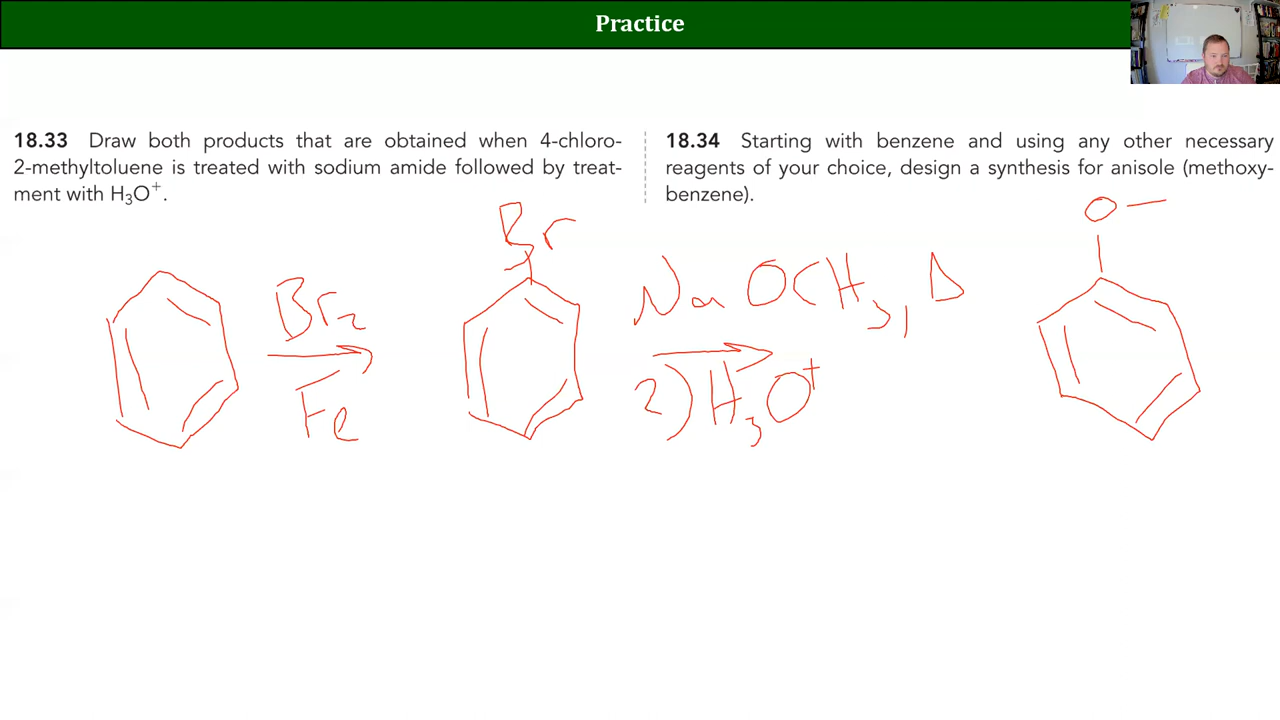 Practice
18.33 Draw both products that are obtained when 4-chloro-
2-methyltoluene is treated with sodium amide followed by treat-
ment with H₃O⁺.
18.34 Starting with benzene and using any other necessary
reagents of your choice, design a synthesis for anisole (methoxy-
benzene).
Br₂
Fe
Br
NaOCH₃, Δ
2) H₃O⁺
O